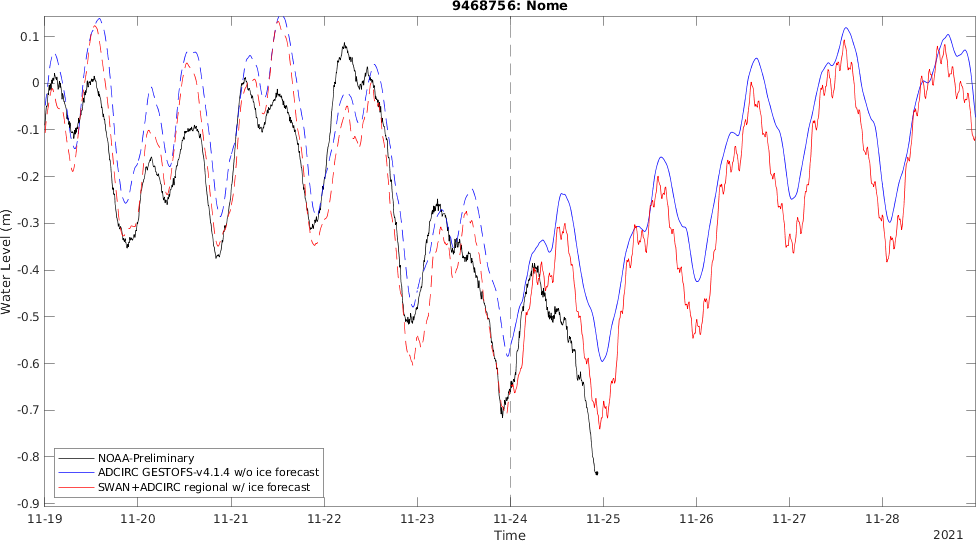 9468756: Nome
Water Level (m)
0.1
0
-0.1
-0.2
-0.3
-0.4
-0.5
-0.6
-0.7
-0.8
-0.9
NOAA-Preliminary
ADCIRC GESTOFS-v4.1.4 w/o ice forecast
SWAN+ADCIRC regional w/ ice forecast
11-19 11-20 11-21 11-22 11-23 11-24 11-25 11-26 11-27 11-28
Time
2021